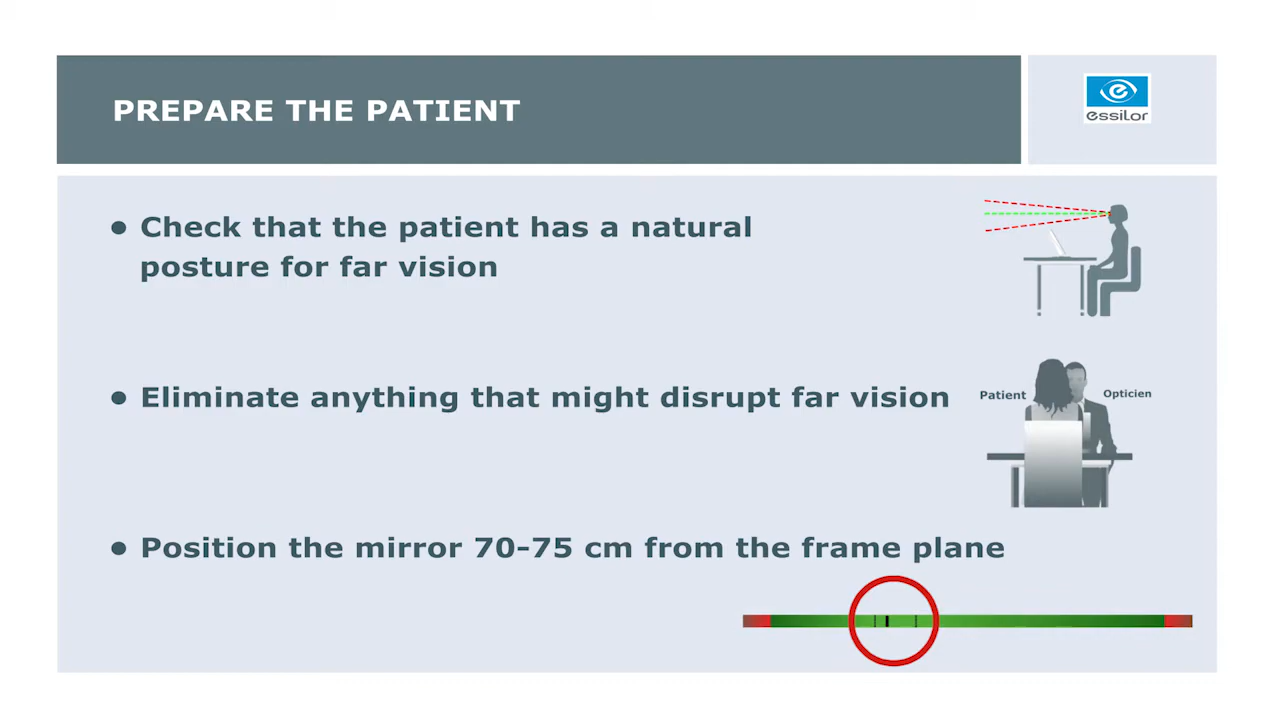 PREPARE THE PATIENT
essilor
• Check that the patient has a natural
posture for far vision
• Eliminate anything that might disrupt far vision
Patient
Opticien
• Position the mirror 70-75 cm from the frame plane